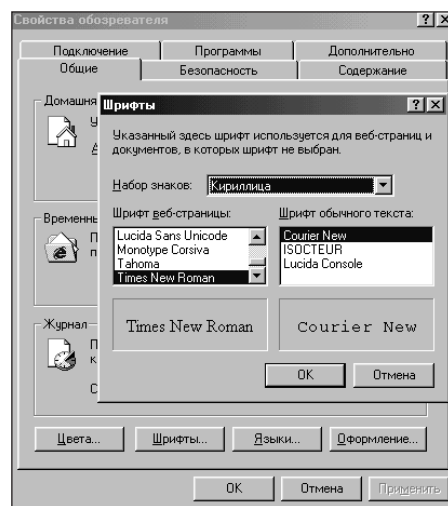 Свойства обозревателя
Подключение Программы Дополнительно
Общие Безопасность Содержание
Домашня
Шрифты
Указанный здесь шрифт используется для веб-страниц и
документов, в которых шрифт не выбран.
Набор знаков: Кириллица
Временнь
Шрифт веб-страницы: Шрифт обычного текста:
Lucida Sans Unicode
Monotype Corsiva
Tahoma
Times New Roman
Courier New
ISOCTEUR
Lucida Console
Times New Roman Courier New
Журнал
OK Отмена
Цвета... Шрифты... Языки... Оформление...
OK Отмена Применить